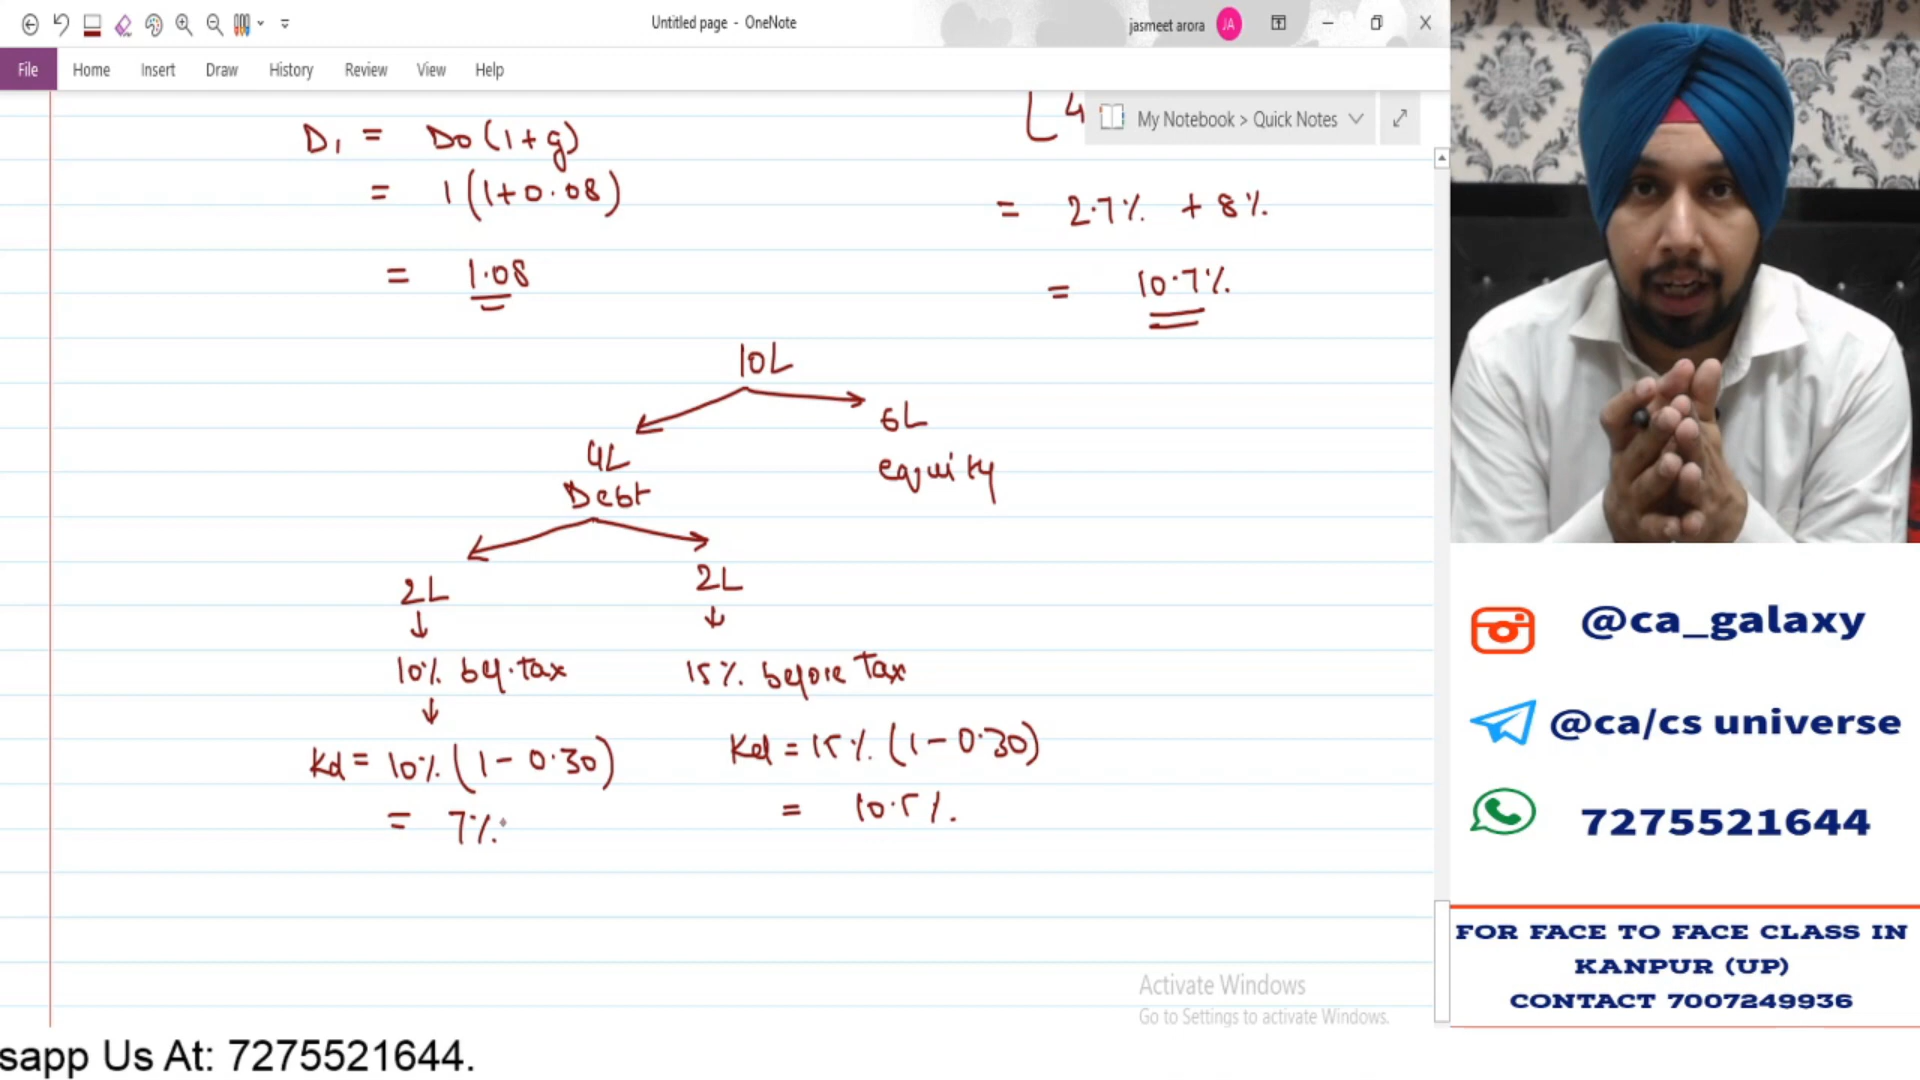 Untitled page - OneNote
jasmeet arora
JA
File
Home
Insert
Draw
History
Review
View
Help
My Notebook > Quick Notes
D₁ = D0 (1+g)
= 1 (1+0.08)
= 1.08
[ 4
= 2.7% + 8%
= 10.7%
10L
4L
Debt
6L
equity
2L
2L
10% bef. tax
15% before Tax
Kd = 10% (1 - 0.30)
= 7%
Kd = 15% (1 - 0.30)
= 10.5%.
@ca_galaxy
@ca/cs universe
7275521644
FOR FACE TO FACE CLASS IN
KANPUR (UP)
CONTACT 7007249936
Activate Windows
Go to Settings to activate Windows.
sapp Us At: 7275521644.